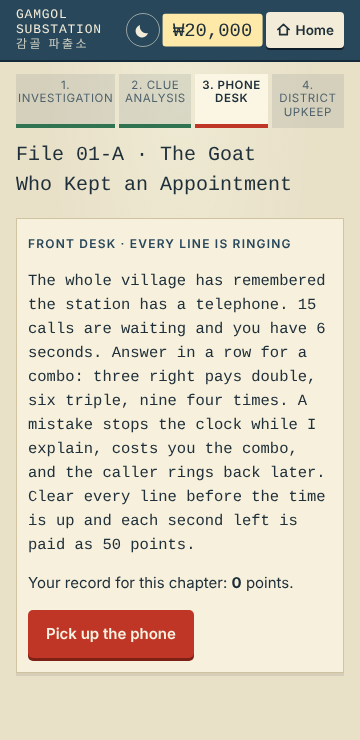 GAMGOL
SUBSTATION
감골 파출소
₩20,000
Home
1.
INVESTIGATION
2. CLUE
ANALYSIS
3. PHONE
DESK
4.
DISTRICT
UPKEEP
File 01-A · The Goat
Who Kept an Appointment
FRONT DESK · EVERY LINE IS RINGING
The whole village has remembered
the station has a telephone. 15
calls are waiting and you have 6
seconds. Answer in a row for a
combo: three right pays double,
six triple, nine four times. A
mistake stops the clock while I
explain, costs you the combo,
and the caller rings back later.
Clear every line before the time
is up and each second left is
paid as 50 points.
Your record for this chapter: 0 points.
Pick up the phone